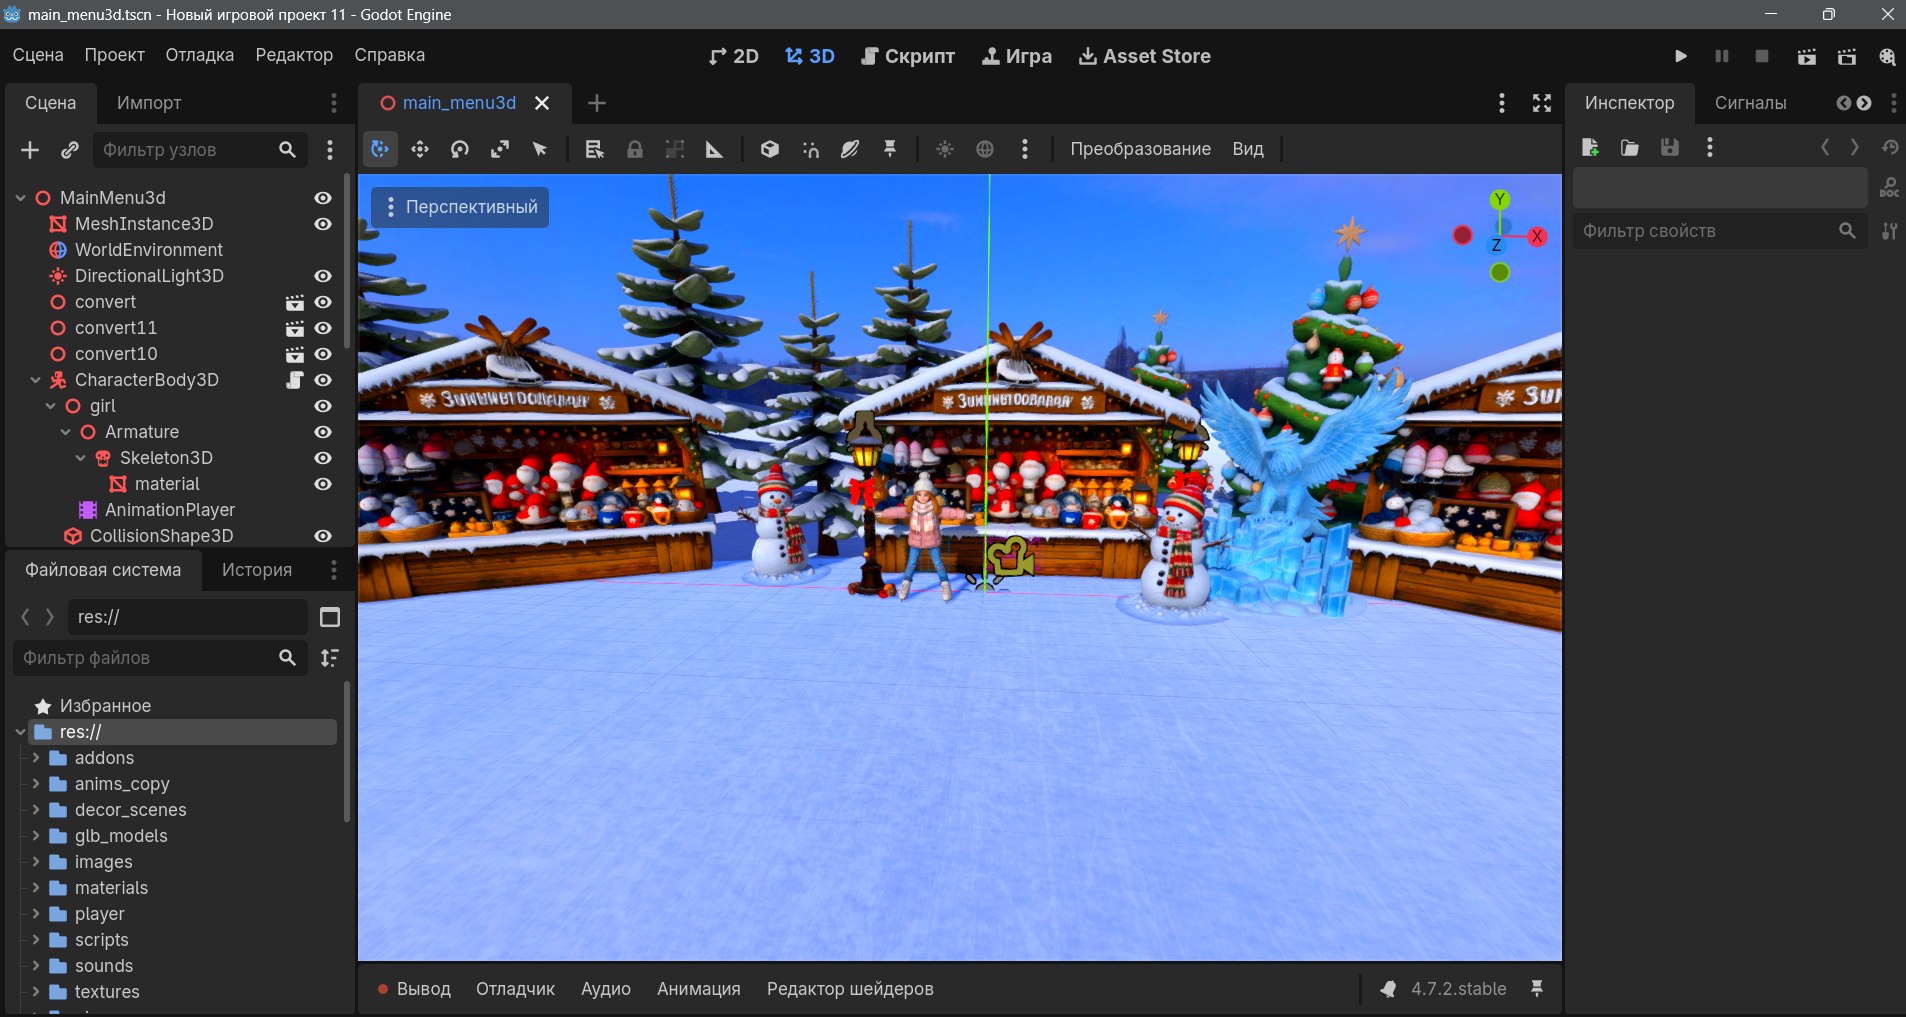 main_menu3d.tscn - Новый игровой проект 11 - Godot Engine
Сцена Проект Отладка Редактор Справка
2D 3D Скрипт Игра Asset Store
Сцена Импорт
main_menu3d
Инспектор Сигналы
Фильтр узлов
Преобразование Вид
DOC
Фильтр свойств
Перспективный
Y
X
Z
MainMenu3d
MeshInstance3D
WorldEnvironment
DirectionalLight3D
convert
convert11
convert10
CharacterBody3D
girl
Armature
Skeleton3D
material
AnimationPlayer
CollisionShape3D
Файловая система История
res://
Фильтр файлов
Избранное
res://
addons
anims_copy
decor_scenes
glb_models
images
materials
player
scripts
sounds
textures
Вывод Отладчик Аудио Анимация Редактор шейдеров
4.7.2.stable